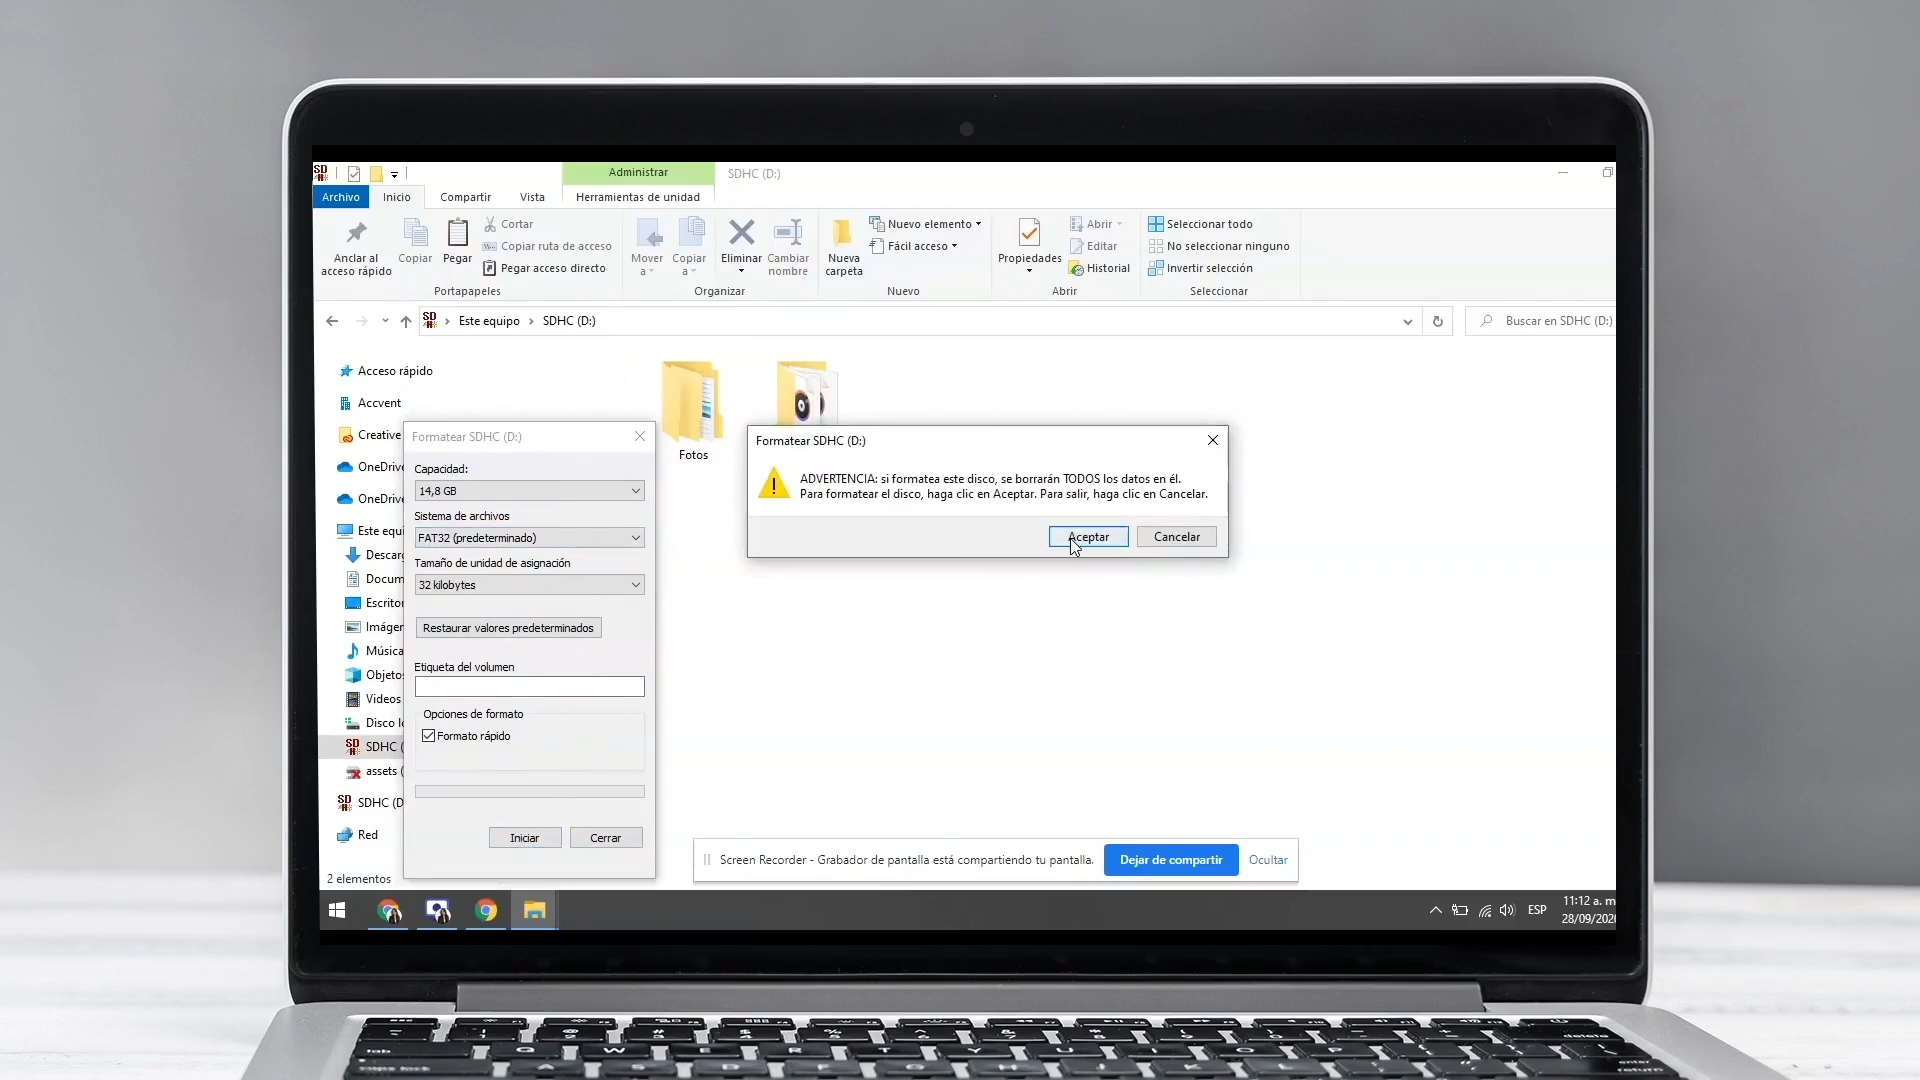 Administrar
SDHC (D:)
Archivo
Inicio
Compartir
Vista
Herramientas de unidad
Anclar al
acceso rápido
Copiar
Pegar
Cortar
Copiar ruta de acceso
Pegar acceso directo
Portapapeles
Mover
a
Copiar
a
Eliminar
Cambiar
nombre
Organizar
Nueva
carpeta
Nuevo elemento
Fácil acceso
Nuevo
Propiedades
Abrir
Editar
Historial
Abrir
Seleccionar todo
No seleccionar ninguno
Invertir selección
Seleccionar
Este equipo › SDHC (D:)
Buscar en SDHC (D:)
Acceso rápido
Accvent
Creative
OneDrive
OneDrive
Este equi
Descarg
Docum
Escritor
Imágen
Música
Objetos
Videos
Disco lo
SDHC (
assets (
SDHC (D
Red
2 elementos
Fotos
Formatear SDHC (D:)
Capacidad:
14,8 GB
Sistema de archivos
FAT32 (predeterminado)
Tamaño de unidad de asignación
32 kilobytes
Restaurar valores predeterminados
Etiqueta del volumen
Opciones de formato
Formato rápido
Iniciar
Cerrar
Formatear SDHC (D:)
ADVERTENCIA: si formatea este disco, se borrarán TODOS los datos en él.
Para formatear el disco, haga clic en Aceptar. Para salir, haga clic en Cancelar.
Aceptar
Cancelar
Screen Recorder - Grabador de pantalla está compartiendo tu pantalla.
Dejar de compartir
Ocultar
ESP
11:12 a. m
28/09/202